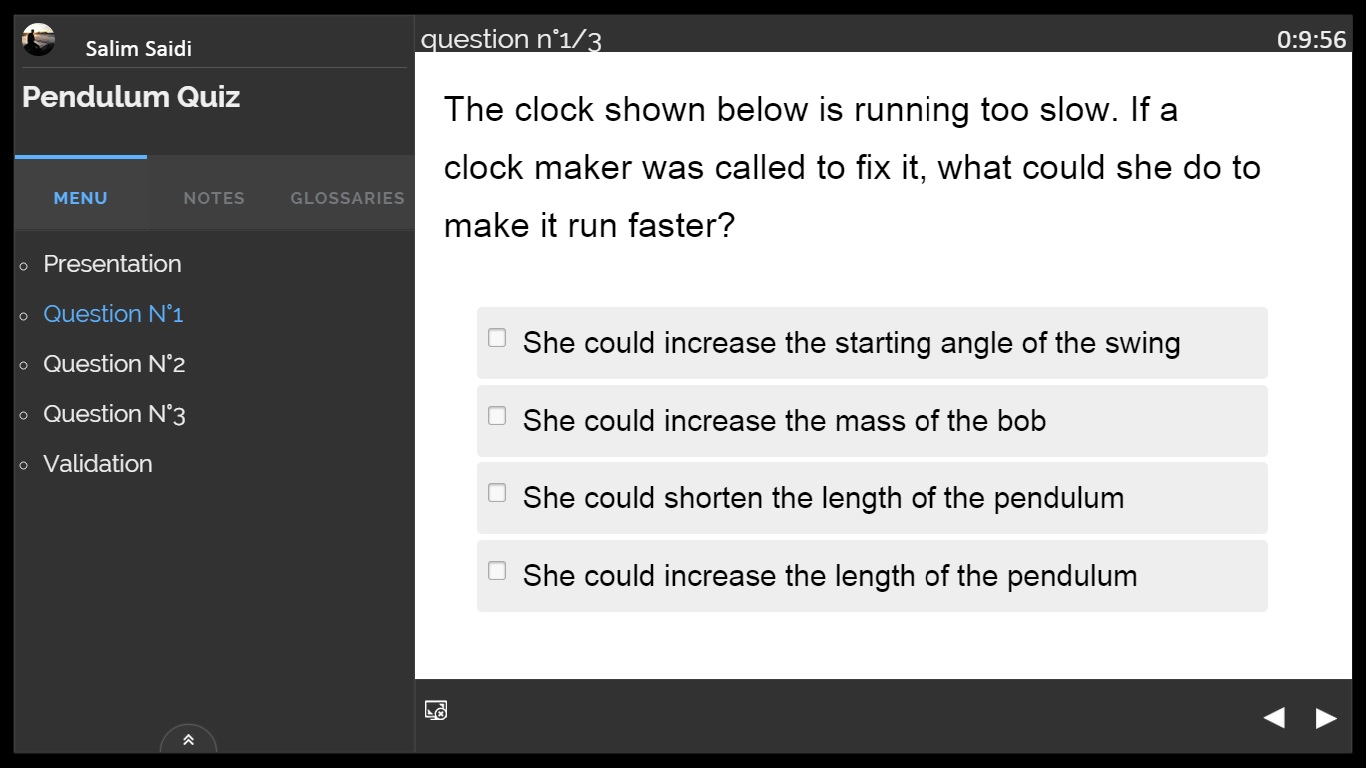 Salim Saidi
Pendulum Quiz
MENU NOTES GLOSSARIES
Presentation
Question N°1
Question N°2
Question N°3
Validation
question n°1/3 0:9:56
The clock shown below is running too slow. If a
clock maker was called to fix it, what could she do to
make it run faster?
She could increase the starting angle of the swing
She could increase the mass of the bob
She could shorten the length of the pendulum
She could increase the length of the pendulum